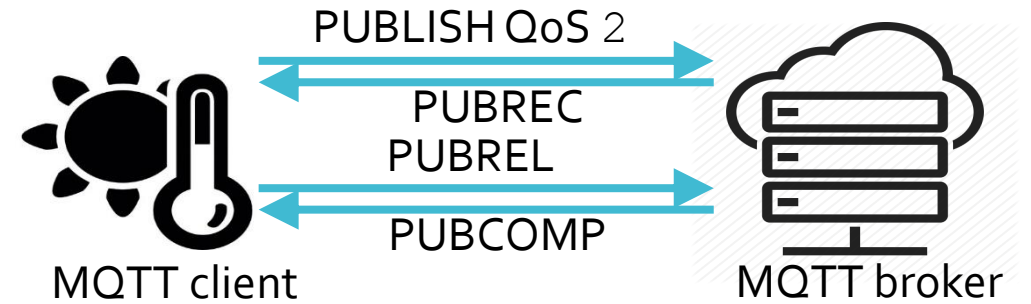 PUBLISH QoS 2
PUBREC
PUBREL
PUBCOMP
MQTT client
MQTT broker